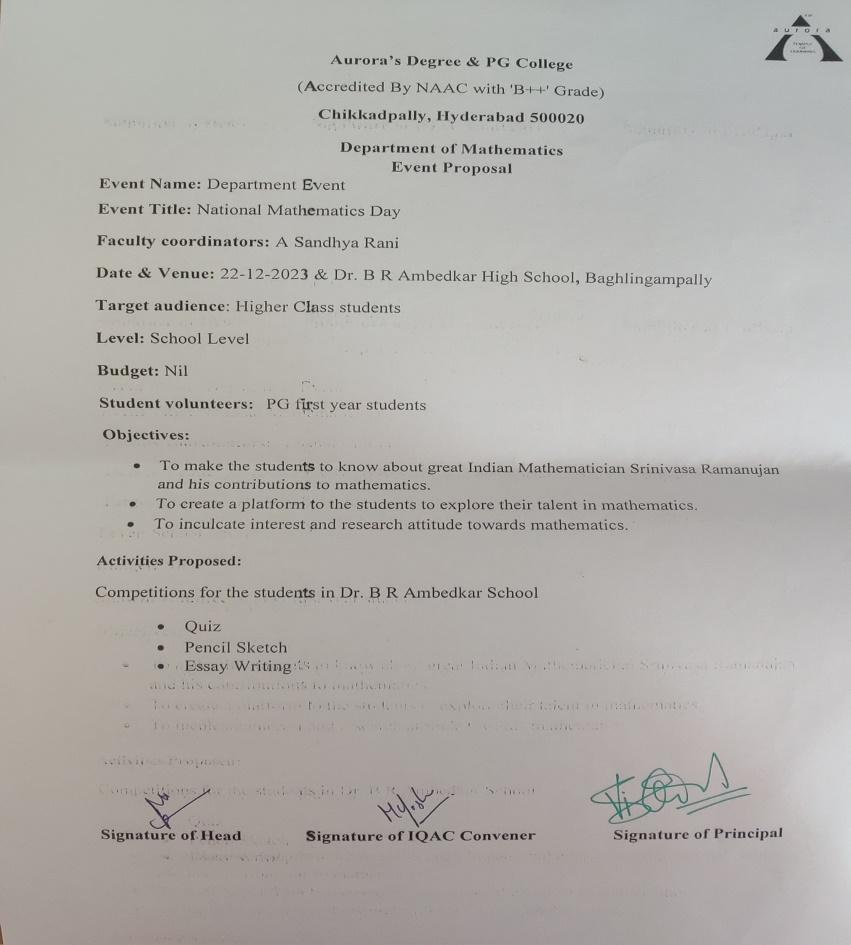 aurora
Aurora's Degree & PG College
(Accredited By NAAC with 'B++' Grade)
Chikkadpally, Hyderabad 500020
Department of Mathematics
Event Proposal
Event Name: Department Event
Event Title: National Mathematics Day
Faculty coordinators: A Sandhya Rani
Date & Venue: 22-12-2023 & Dr. B R Ambedkar High School, Baghlingampally
Target audience: Higher Class students
Level: School Level
Budget: Nil
Student volunteers: PG first year students
Objectives:
• To make the students to know about great Indian Mathematician Srinivasa Ramanujan
and his contributions to mathematics.
• To create a platform to the students to explore their talent in mathematics.
• To inculcate interest and research attitude towards mathematics.
Activities Proposed:
Competitions for the students in Dr. B R Ambedkar School
• Quiz
• Pencil Sketch
• Essay Writing
Signature of Head Signature of IQAC Convener Signature of Principal